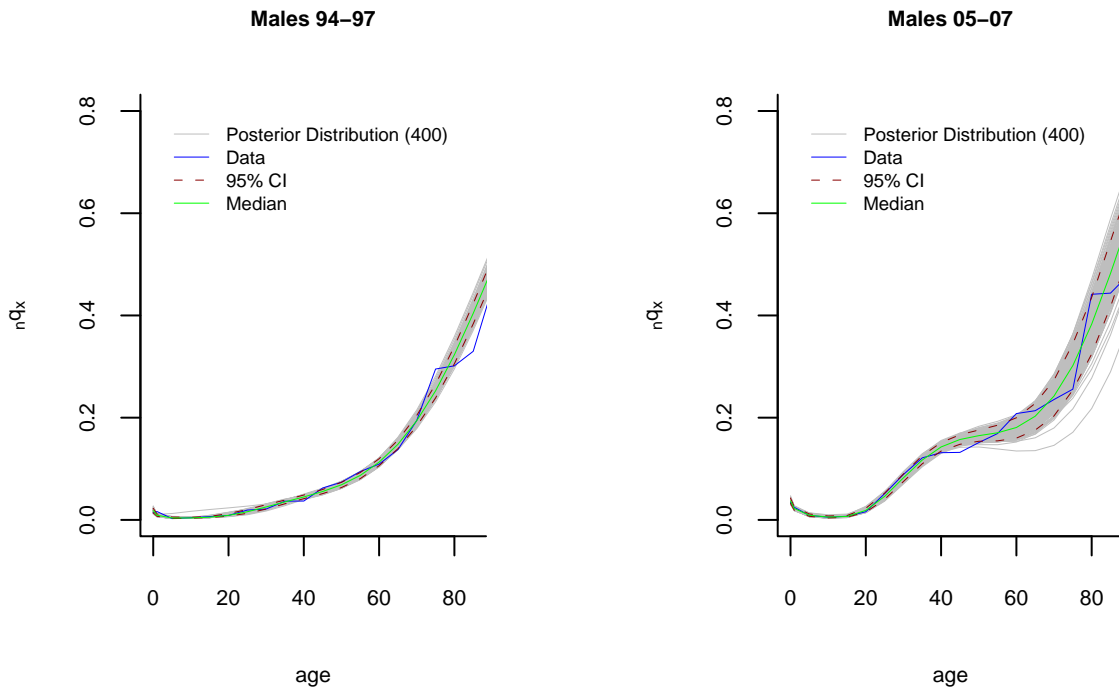 Males 94−97
0.8
0.6
0.4
0.2
0.0
nqx
Posterior Distribution (400)
Data
95% CI
Median
0 20 40 60 80
age
Males 05−07
0.8
0.6
0.4
0.2
0.0
nqx
Posterior Distribution (400)
Data
95% CI
Median
0 20 40 60 80
age